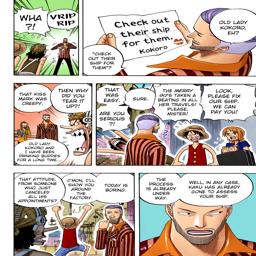 WHA
?!
VRIP
RIP
Check out
their ship
for them.
Kokoro
"CHECK OUT
THEIR SHIP
FOR THEM"?
OLD LADY
KOKORO,
EH?
THAT KISS
MARK WAS
CREEPY.
THEN WHY
DID YOU
TEAR IT
UP?!
OLD LADY
KOKORO AND
I HAVE BEEN
DRINKING BUDDIES
FOR A LONG TIME.
THAT
WAS
EASY.
ARE YOU
SERIOUS
?
SURE.
THE MERRY
GO'S TAKEN A
BEATING IN ALL
HER TRAVELS!
PLEASE,
MISTER!
LOOK,
PLEASE FIX
OUR SHIP.
WE CAN
PAY YOU!
THAT ATTITUDE,
FROM SOMEONE
WHO JUST
CANCELED
ALL HIS
APPOINTMENTS?
C'MON, I'LL
SHOW YOU
AROUND
THE
FACTORY.
TODAY IS
BORING.
THE
PROCESS
IS ALREADY
UNDER
WAY.
WELL, IN ANY CASE,
KAKU HAS ALREADY
GONE TO ASSESS
YOUR SHIP.